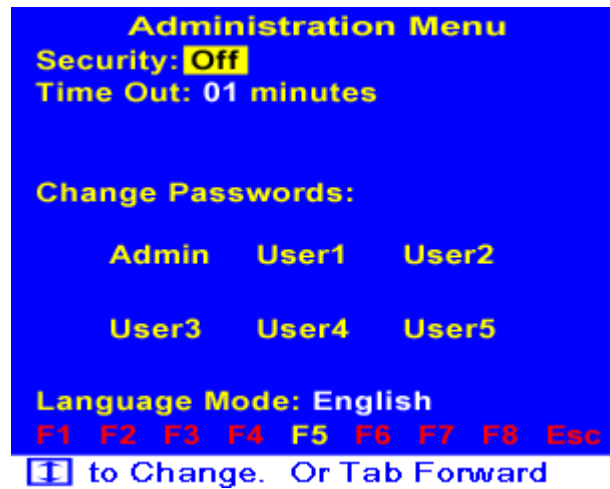 Administration Menu
Security: Off
Time Out: 01 minutes
Change Passwords:
Admin User1 User2
User3 User4 User5
Language Mode: English
F1 F2 F3 F4 F5 F6 F7 F8 Esc
↕ to Change. Or Tab Forward